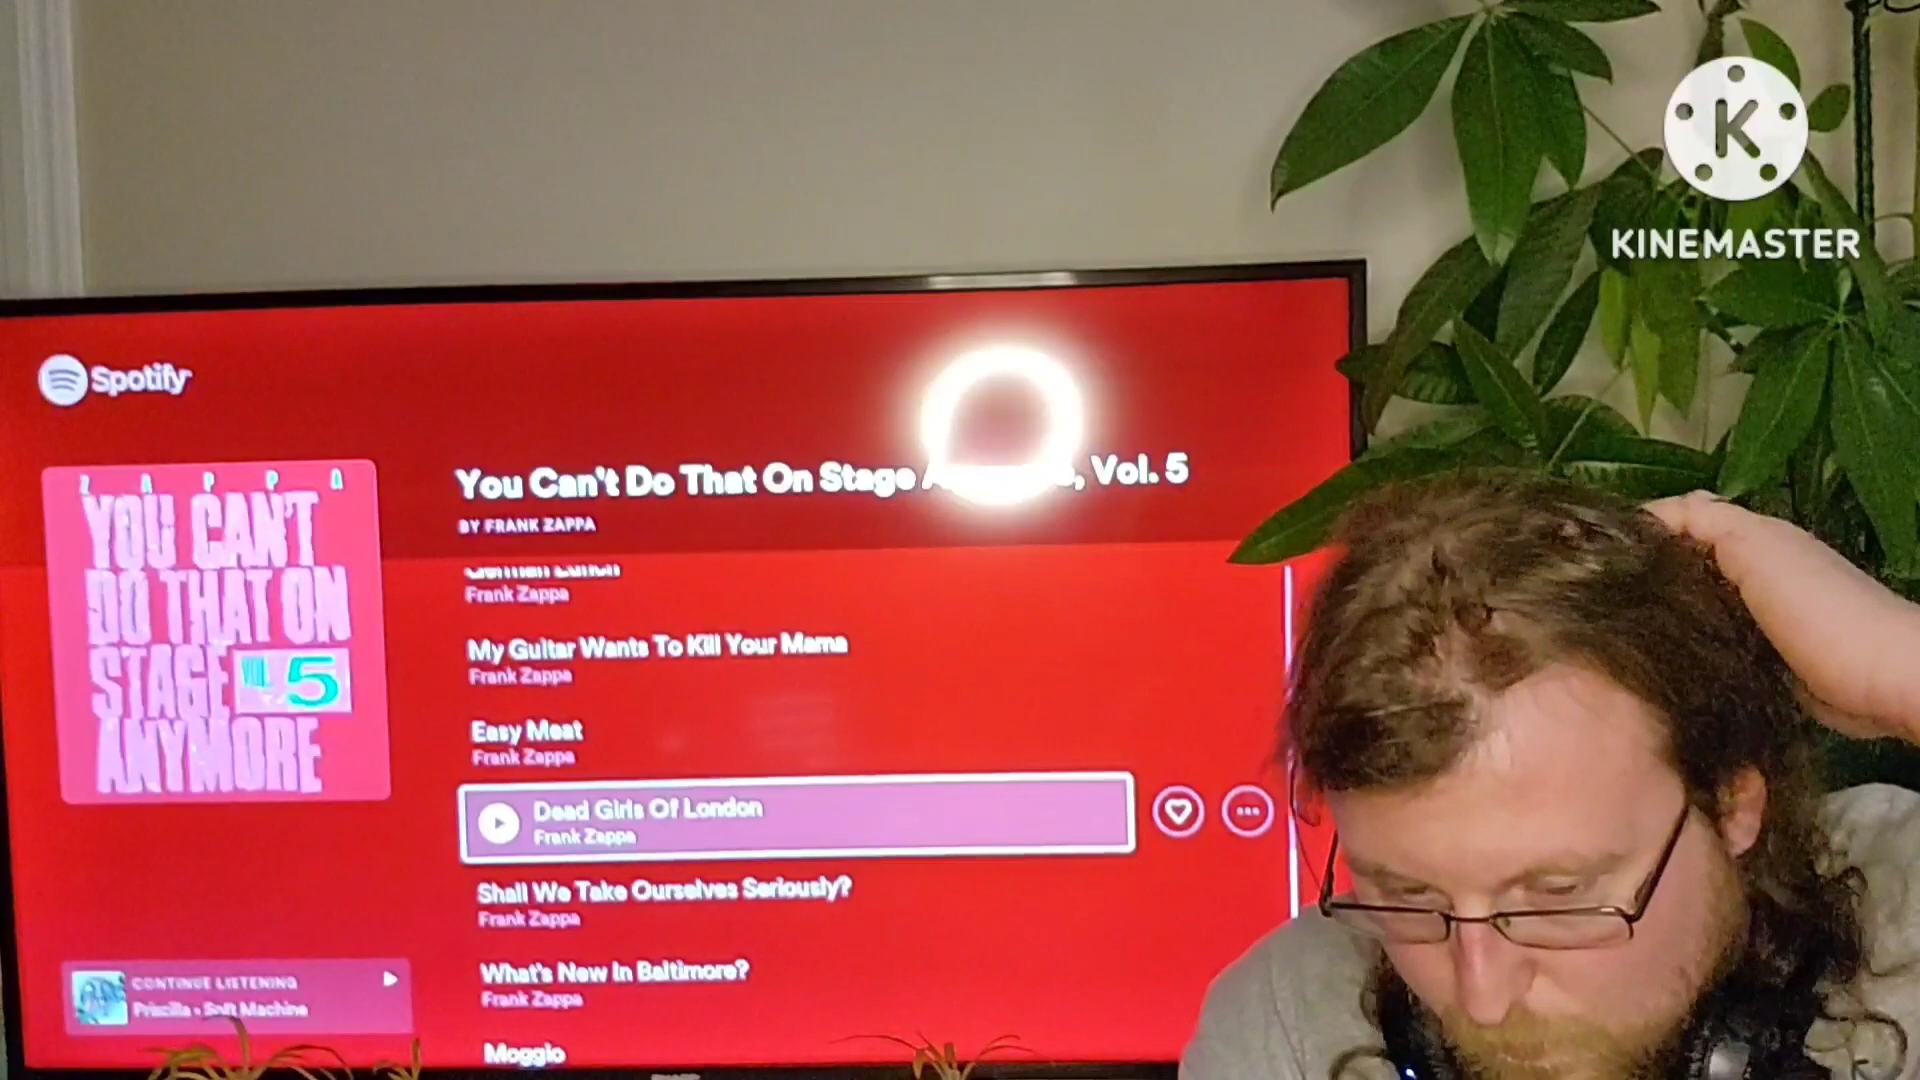 KINEMASTER
Spotify
You Can't Do That On Stage Vol. 5
BY FRANK ZAPPA
ZAPPA
YOU CAN'T
DO THAT ON
STAGE VOL. 5
ANYMORE
Frank Zappa
My Guitar Wants To Kill Your Mama
Frank Zappa
Easy Meat
Frank Zappa
Dead Girls Of London
Frank Zappa
Shall We Take Ourselves Seriously?
Frank Zappa
What's New In Baltimore?
Frank Zappa
Moggio
CONTINUE LISTENING
Priscilla • Soft Machine